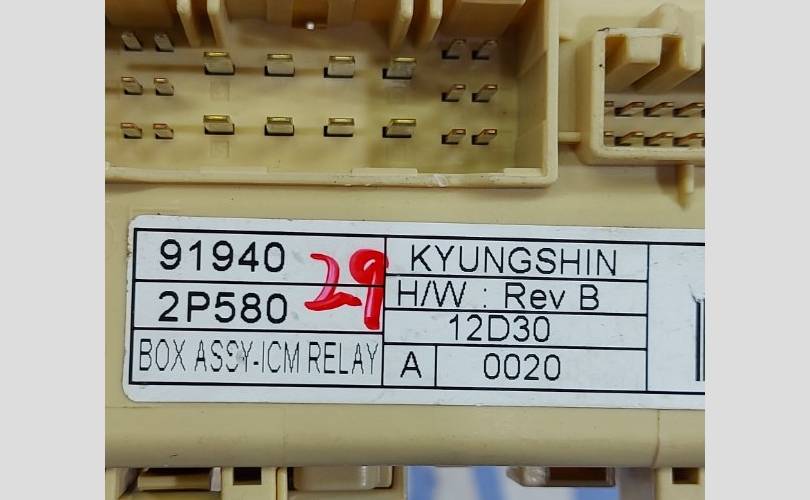 91940
2P580
29
BOX ASSY-ICM RELAY
KYUNGSHIN
H/W : Rev B
12D30
A 0020